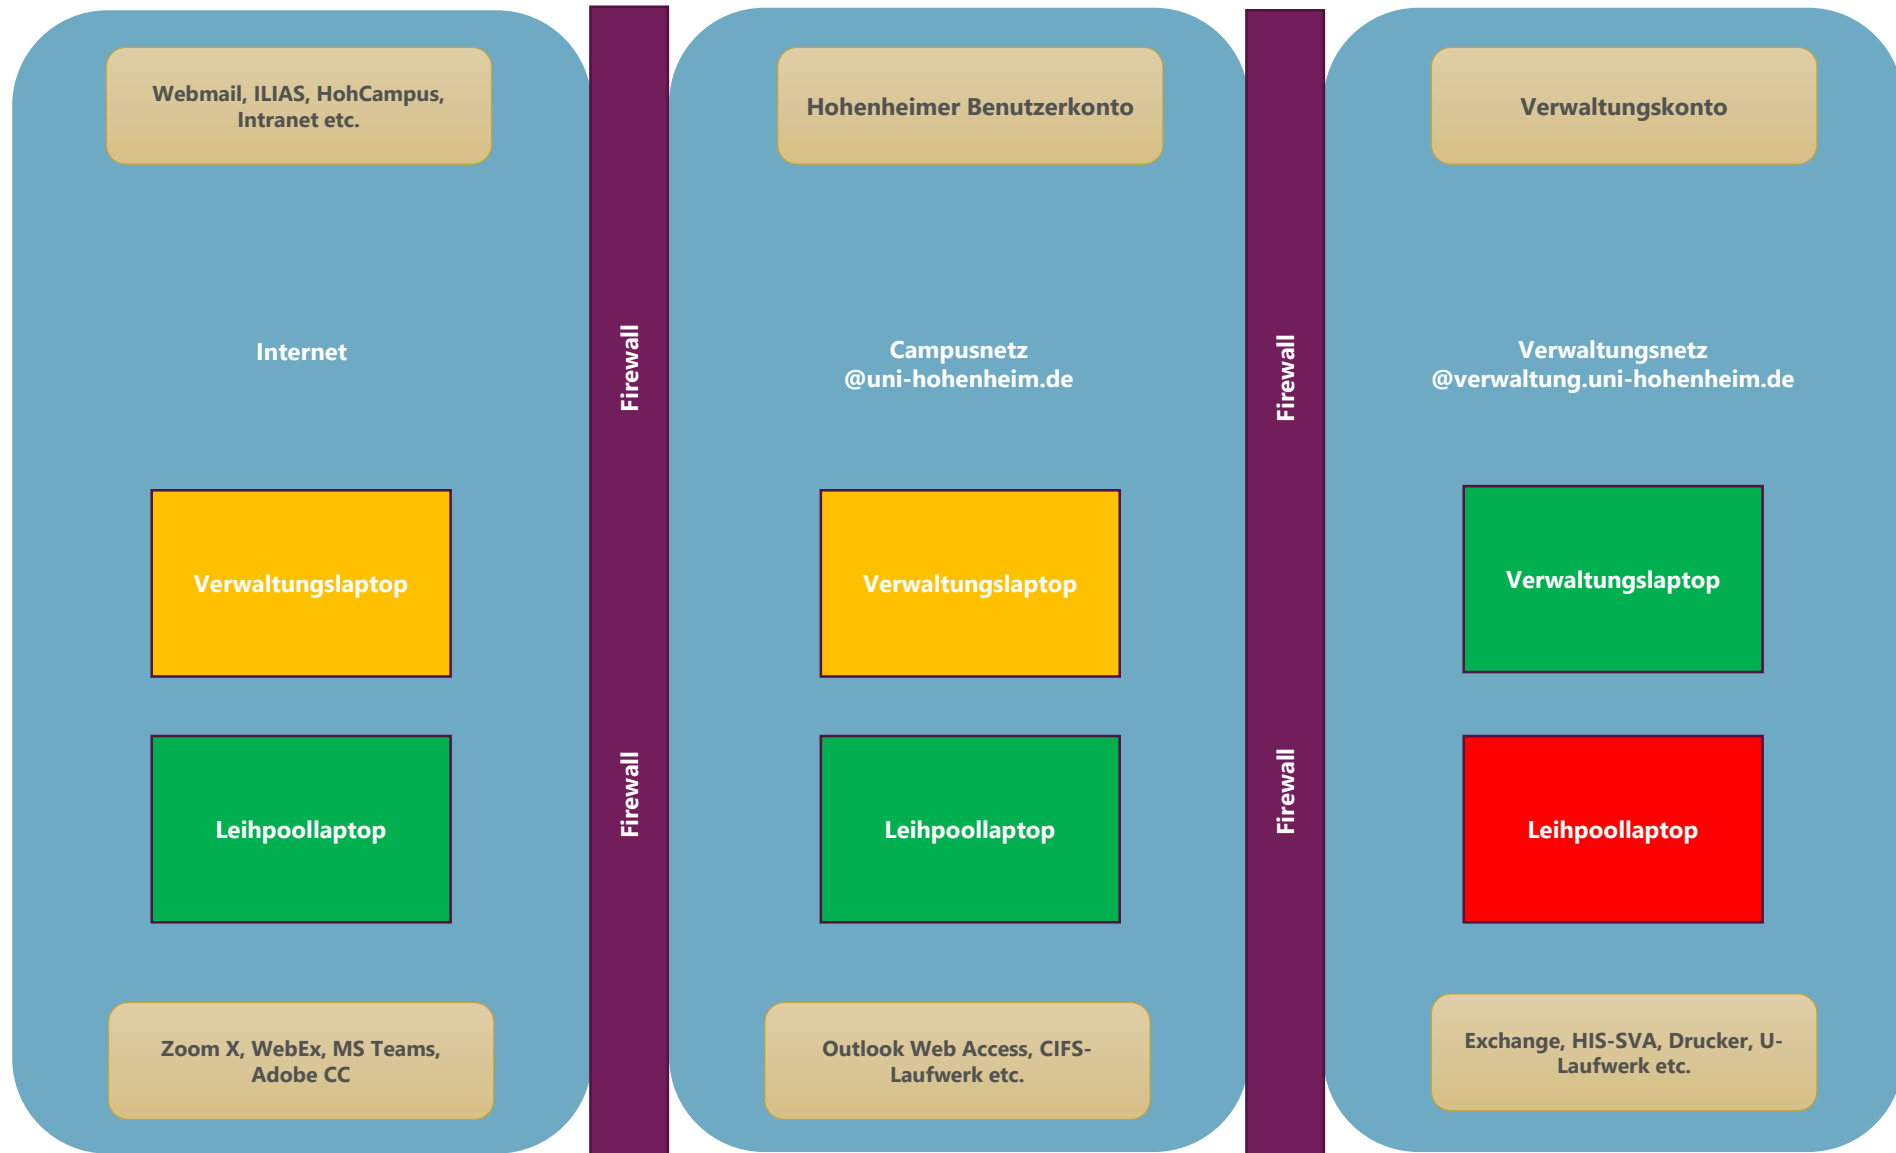 Webmail, ILIAS, HohCampus,
Intranet etc.
Internet
Verwaltungslaptop
Leihpoollaptop
Zoom X, WebEx, MS Teams,
Adobe CC
Firewall
Firewall
Hohenheimer Benutzerkonto
Campusnetz
@uni-hohenheim.de
Verwaltungslaptop
Leihpoollaptop
Outlook Web Access, CIFS-
Laufwerk etc.
Firewall
Firewall
Verwaltungskonto
Verwaltungsnetz
@verwaltung.uni-hohenheim.de
Verwaltungslaptop
Leihpoollaptop
Exchange, HIS-SVA, Drucker, U-
Laufwerk etc.